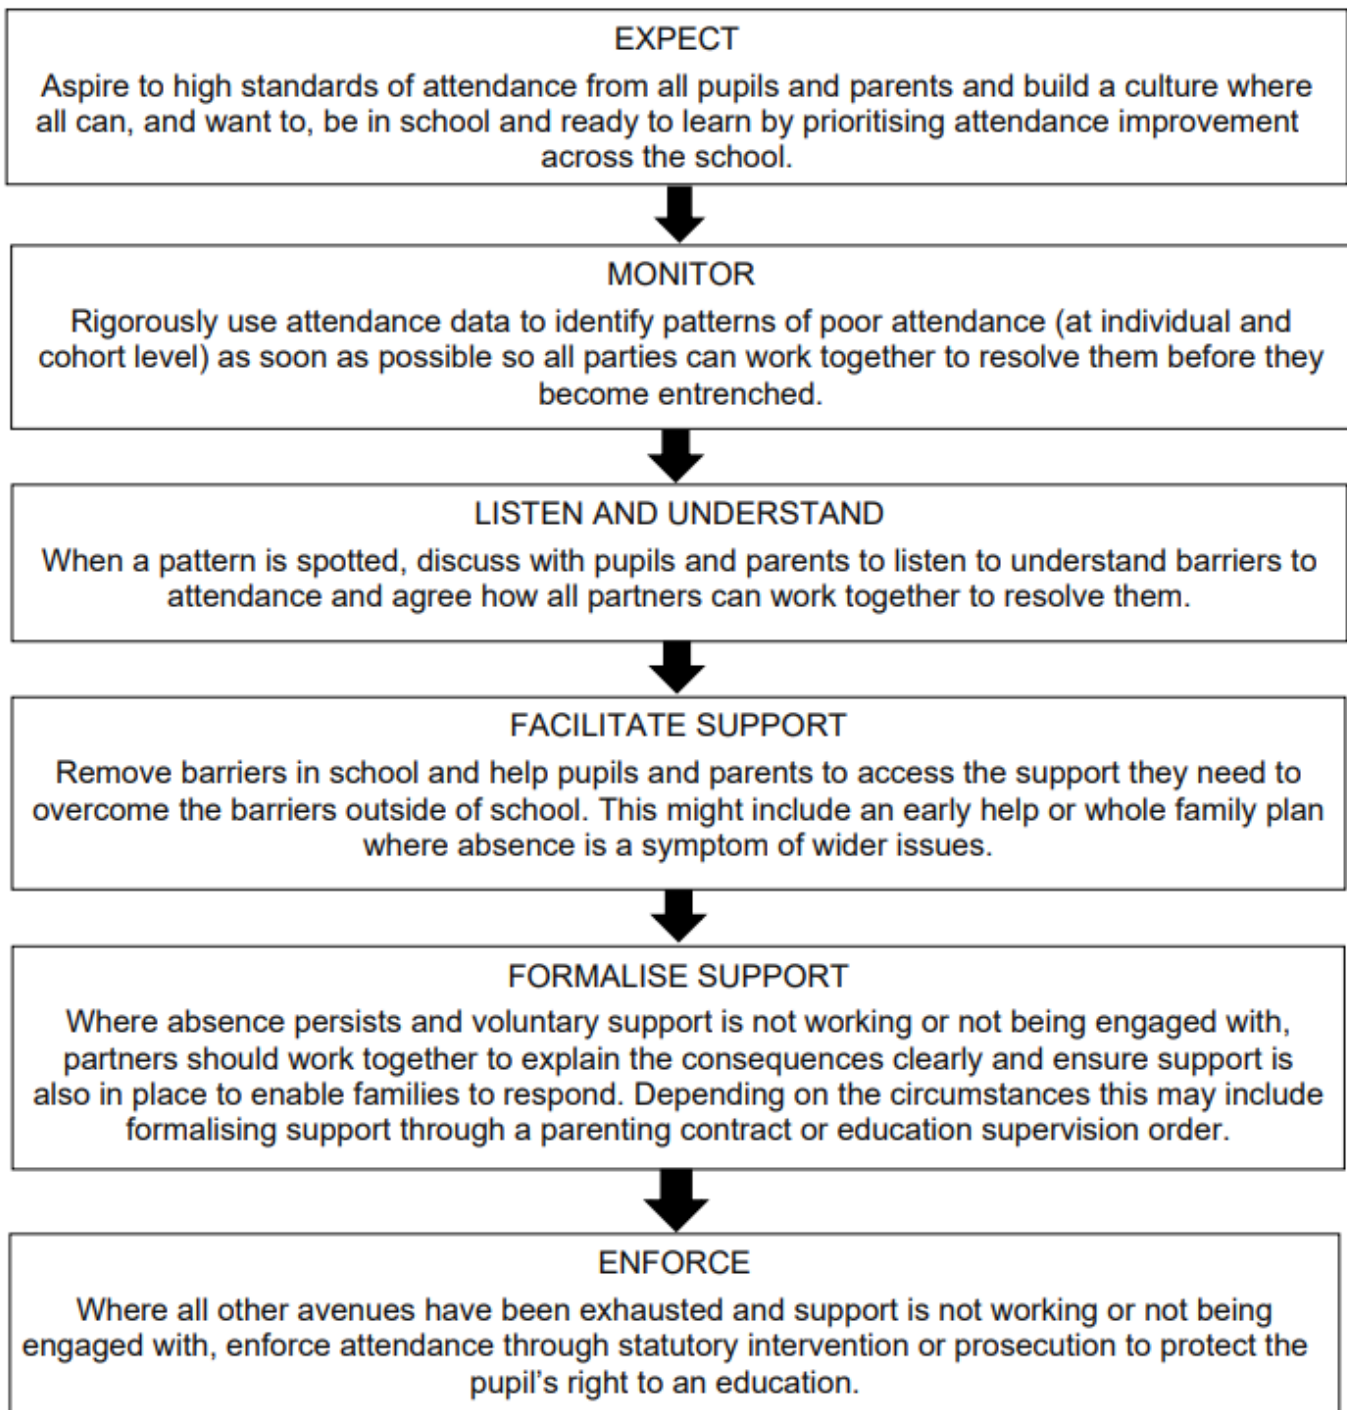 EXPECT
Aspire to high standards of attendance from all pupils and parents and build a culture where
all can, and want to, be in school and ready to learn by prioritising attendance improvement
across the school.
MONITOR
Rigorously use attendance data to identify patterns of poor attendance (at individual and
cohort level) as soon as possible so all parties can work together to resolve them before they
become entrenched.
LISTEN AND UNDERSTAND
When a pattern is spotted, discuss with pupils and parents to listen to understand barriers to
attendance and agree how all partners can work together to resolve them.
FACILITATE SUPPORT
Remove barriers in school and help pupils and parents to access the support they need to
overcome the barriers outside of school. This might include an early help or whole family plan
where absence is a symptom of wider issues.
FORMALISE SUPPORT
Where absence persists and voluntary support is not working or not being engaged with,
partners should work together to explain the consequences clearly and ensure support is
also in place to enable families to respond. Depending on the circumstances this may include
formalising support through a parenting contract or education supervision order.
ENFORCE
Where all other avenues have been exhausted and support is not working or not being
engaged with, enforce attendance through statutory intervention or prosecution to protect the
pupil's right to an education.